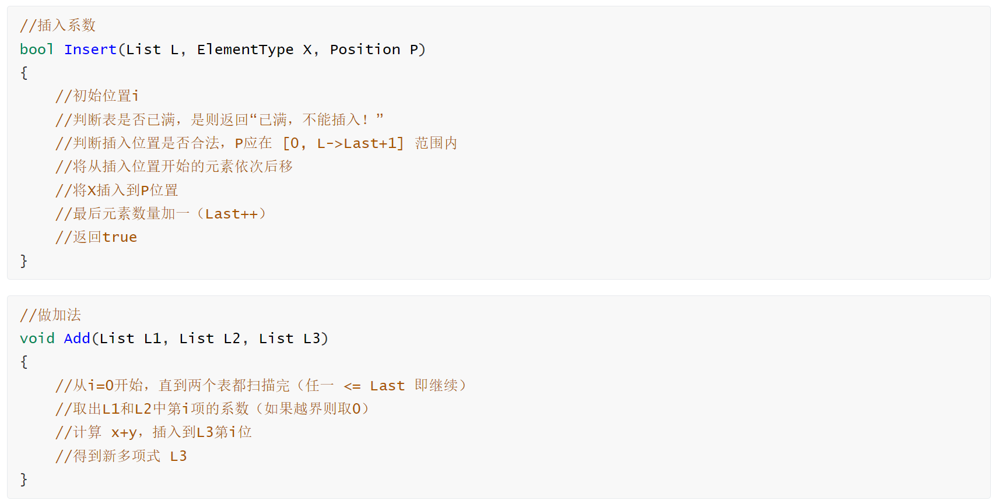 //插入系数
bool Insert(List L, ElementType X, Position P)
{
//初始位置i
//判断表是否已满，是则返回“已满，不能插入！”
//判断插入位置是否合法，P应在 [0, L->Last+1] 范围内
//将从插入位置开始的元素依次后移
//将X插入到P位置
//最后元素数量加一（Last++）
//返回true
}
//做加法
void Add(List L1, List L2, List L3)
{
//从i=0开始，直到两个表都扫描完（任一 <= Last 即继续）
//取出L1和L2中第i项的系数（如果越界则取0）
//计算 x+y，插入到L3第i位
//得到新多项式 L3
}